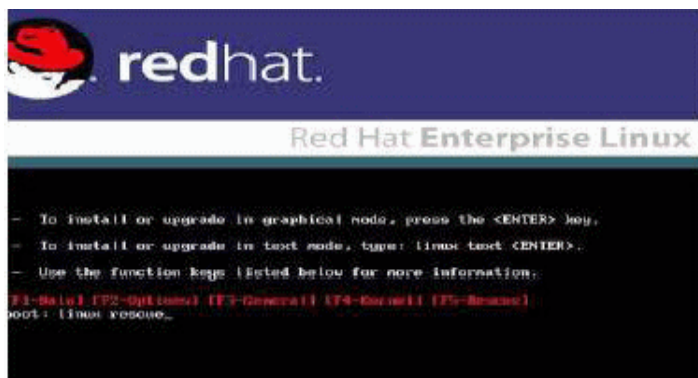 redhat.
Red Hat Enterprise Linux
- To install or upgrade in graphical mode, press the <ENTER> key.
- To install or upgrade in text mode, type: linux text <ENTER>.
- Use the function keys listed below for more information.
[F1-Main] [F2-Options] [F3-General] [F4-Kernel] [F5-Rescue]
boot: linux rescue_